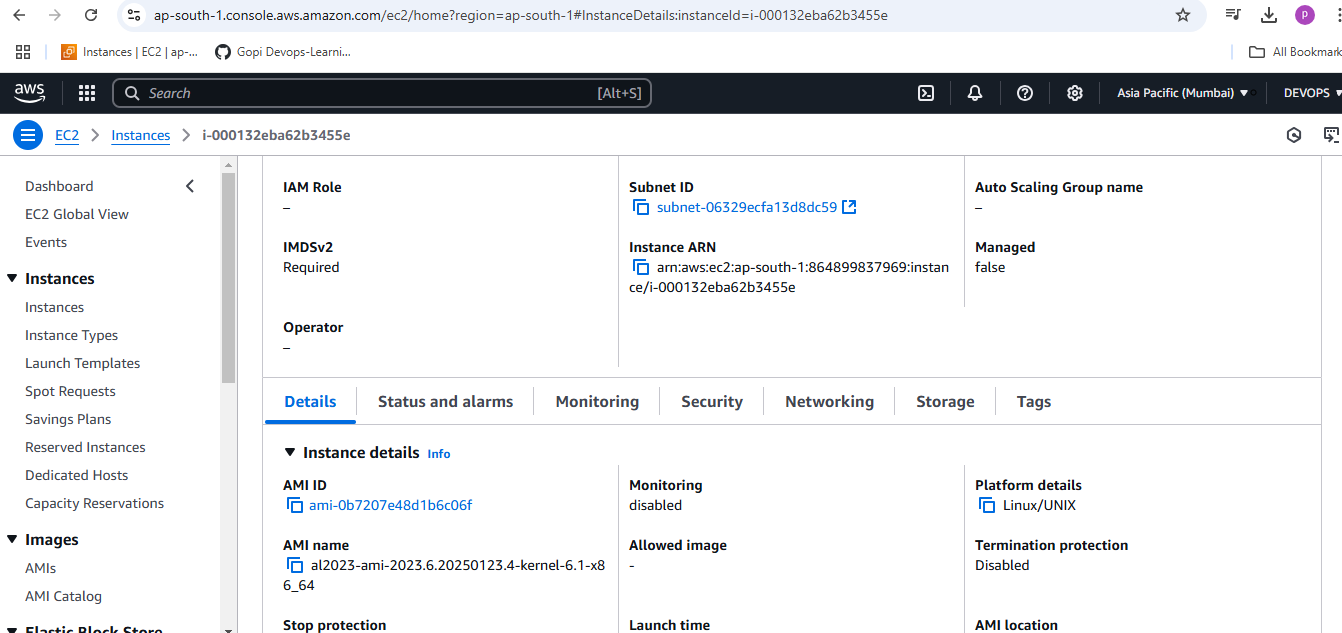 ap-south-1.console.aws.amazon.com/ec2/home?region=ap-south-1#InstanceDetails:instanceId=i-000132eba62b3455e
p
Instances | EC2 | ap-...
Gopi Devops-Learni...
All Bookmark
aws
Search
[Alt+S]
Asia Pacific (Mumbai)
DEVOPS
EC2
Instances
i-000132eba62b3455e
Dashboard
EC2 Global View
Events
Instances
Instances
Instance Types
Launch Templates
Spot Requests
Savings Plans
Reserved Instances
Dedicated Hosts
Capacity Reservations
Images
AMIs
AMI Catalog
Elastic Block Store
IAM Role
–
Subnet ID
subnet-06329ecfa13d8dc59
Auto Scaling Group name
–
IMDSv2
Required
Instance ARN
arn:aws:ec2:ap-south-1:864899837969:instan
ce/i-000132eba62b3455e
Managed
false
Operator
–
Details
Status and alarms
Monitoring
Security
Networking
Storage
Tags
Instance details Info
AMI ID
ami-0b7207e48d1b6c06f
Monitoring
disabled
Platform details
Linux/UNIX
AMI name
al2023-ami-2023.6.20250123.4-kernel-6.1-x8
6_64
Allowed image
-
Termination protection
Disabled
Stop protection
Launch time
AMI location